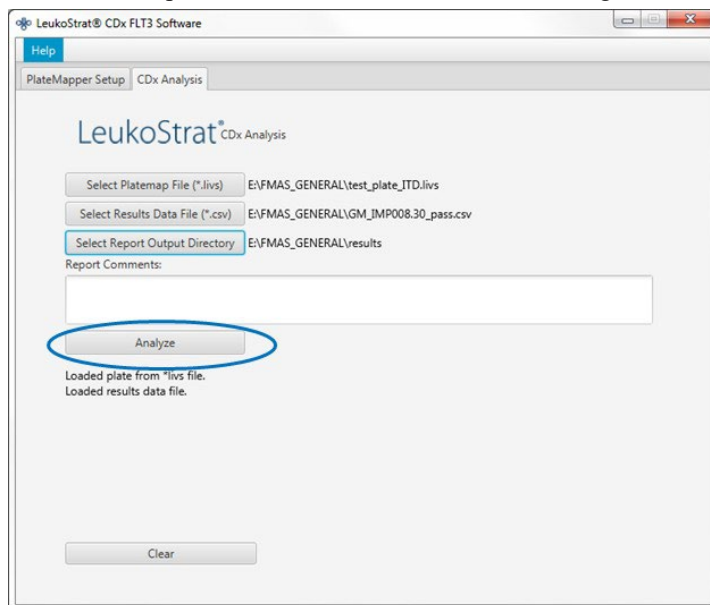 LeukoStrat® CDx FLT3 Software
Help
PlateMapper Setup CDx Analysis
LeukoStrat® CDx Analysis
Select Platemap File (*.livs) E:\FMAS_GENERAL\test_plate_ITD.livs
Select Results Data File (*.csv) E:\FMAS_GENERAL\GM_IMP008.30_pass.csv
Select Report Output Directory E:\FMAS_GENERAL\results
Report Comments:
Analyze
Loaded plate from *livs file.
Loaded results data file.
Clear